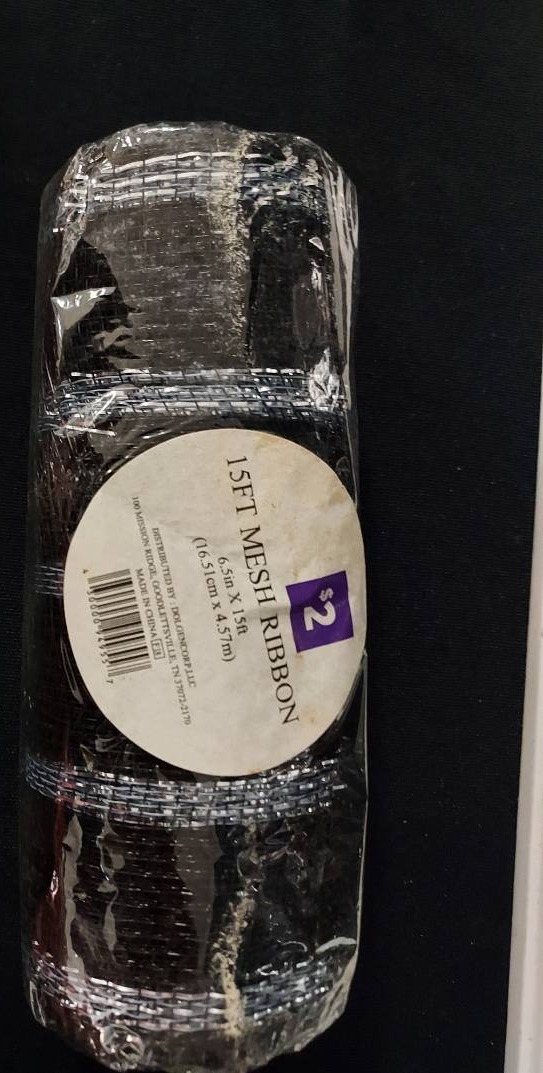 $2
15FT MESH RIBBON
6.5in X 15ft
(16.51cm x 4.57m)
DISTRIBUTED BY : DOLGENCORP,LLC
100 MISSION RIDGE, GOODLETTSVILLE, TN 37072-2170
MADE IN CHINA